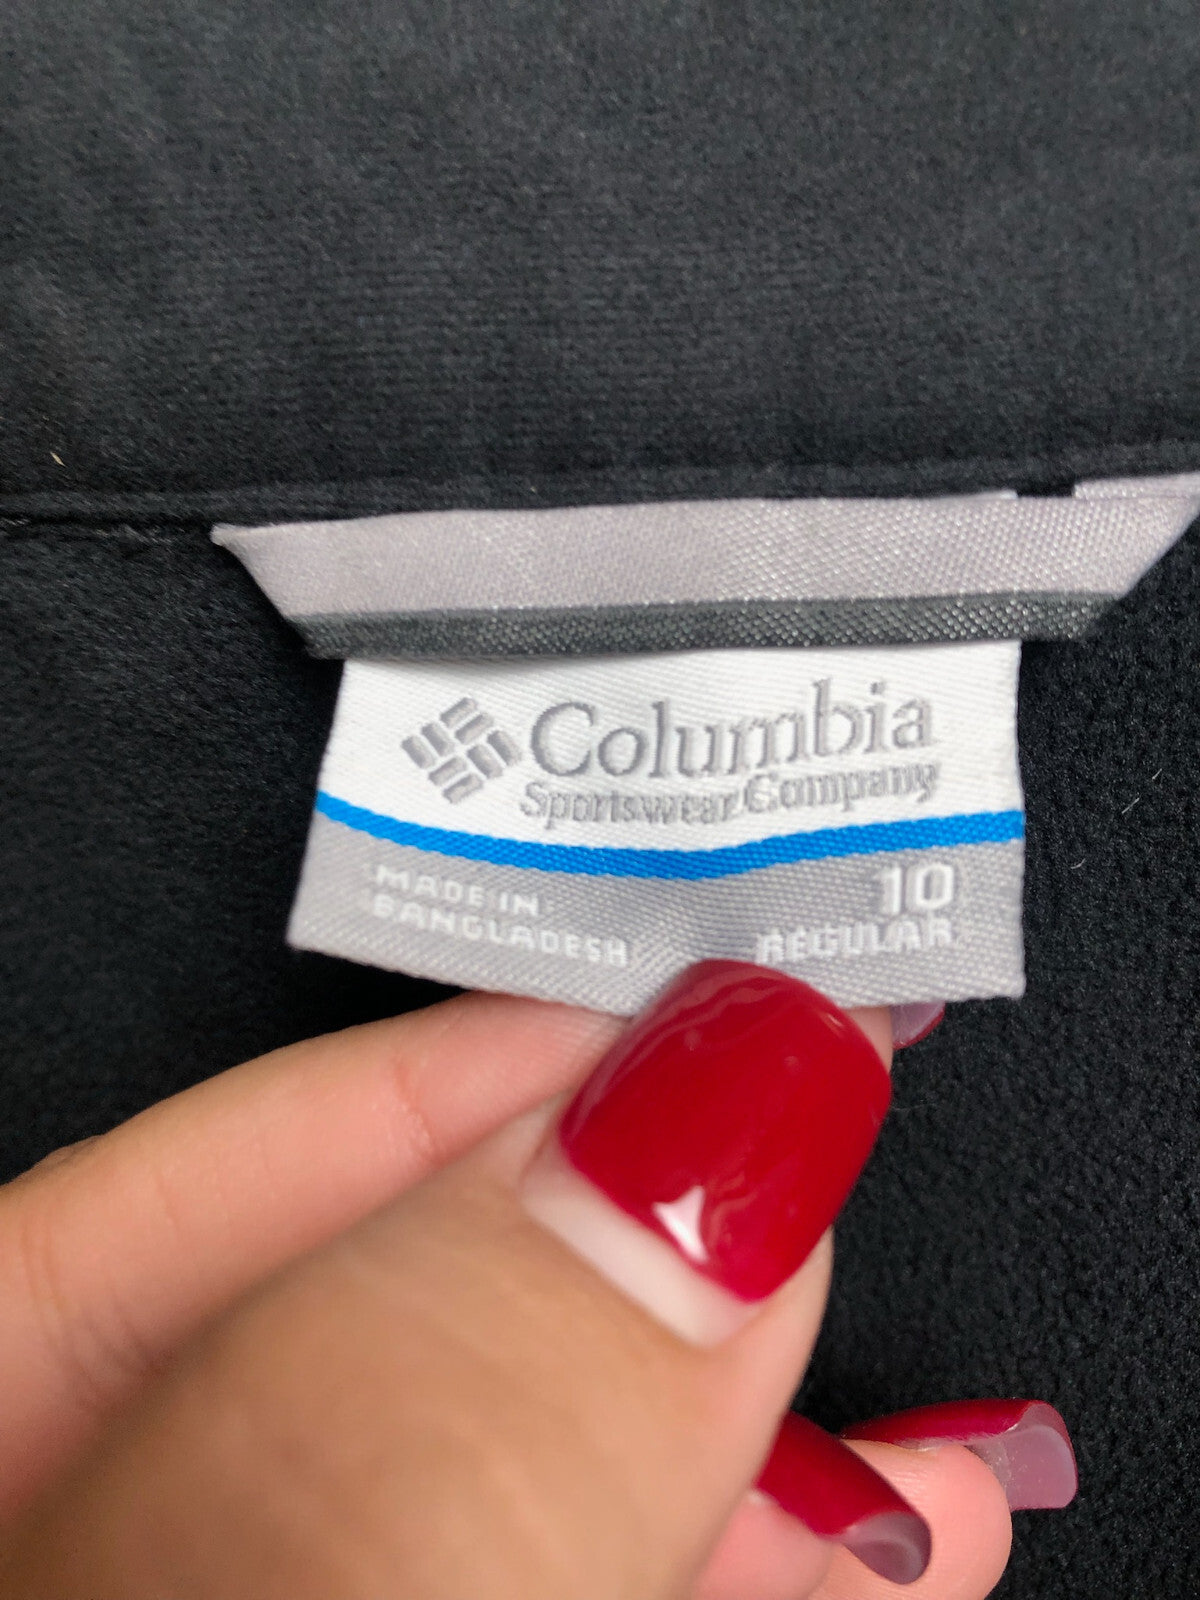 Columbia
Sportswear Company
MADE IN
BANGLADESH
10
REGULAR